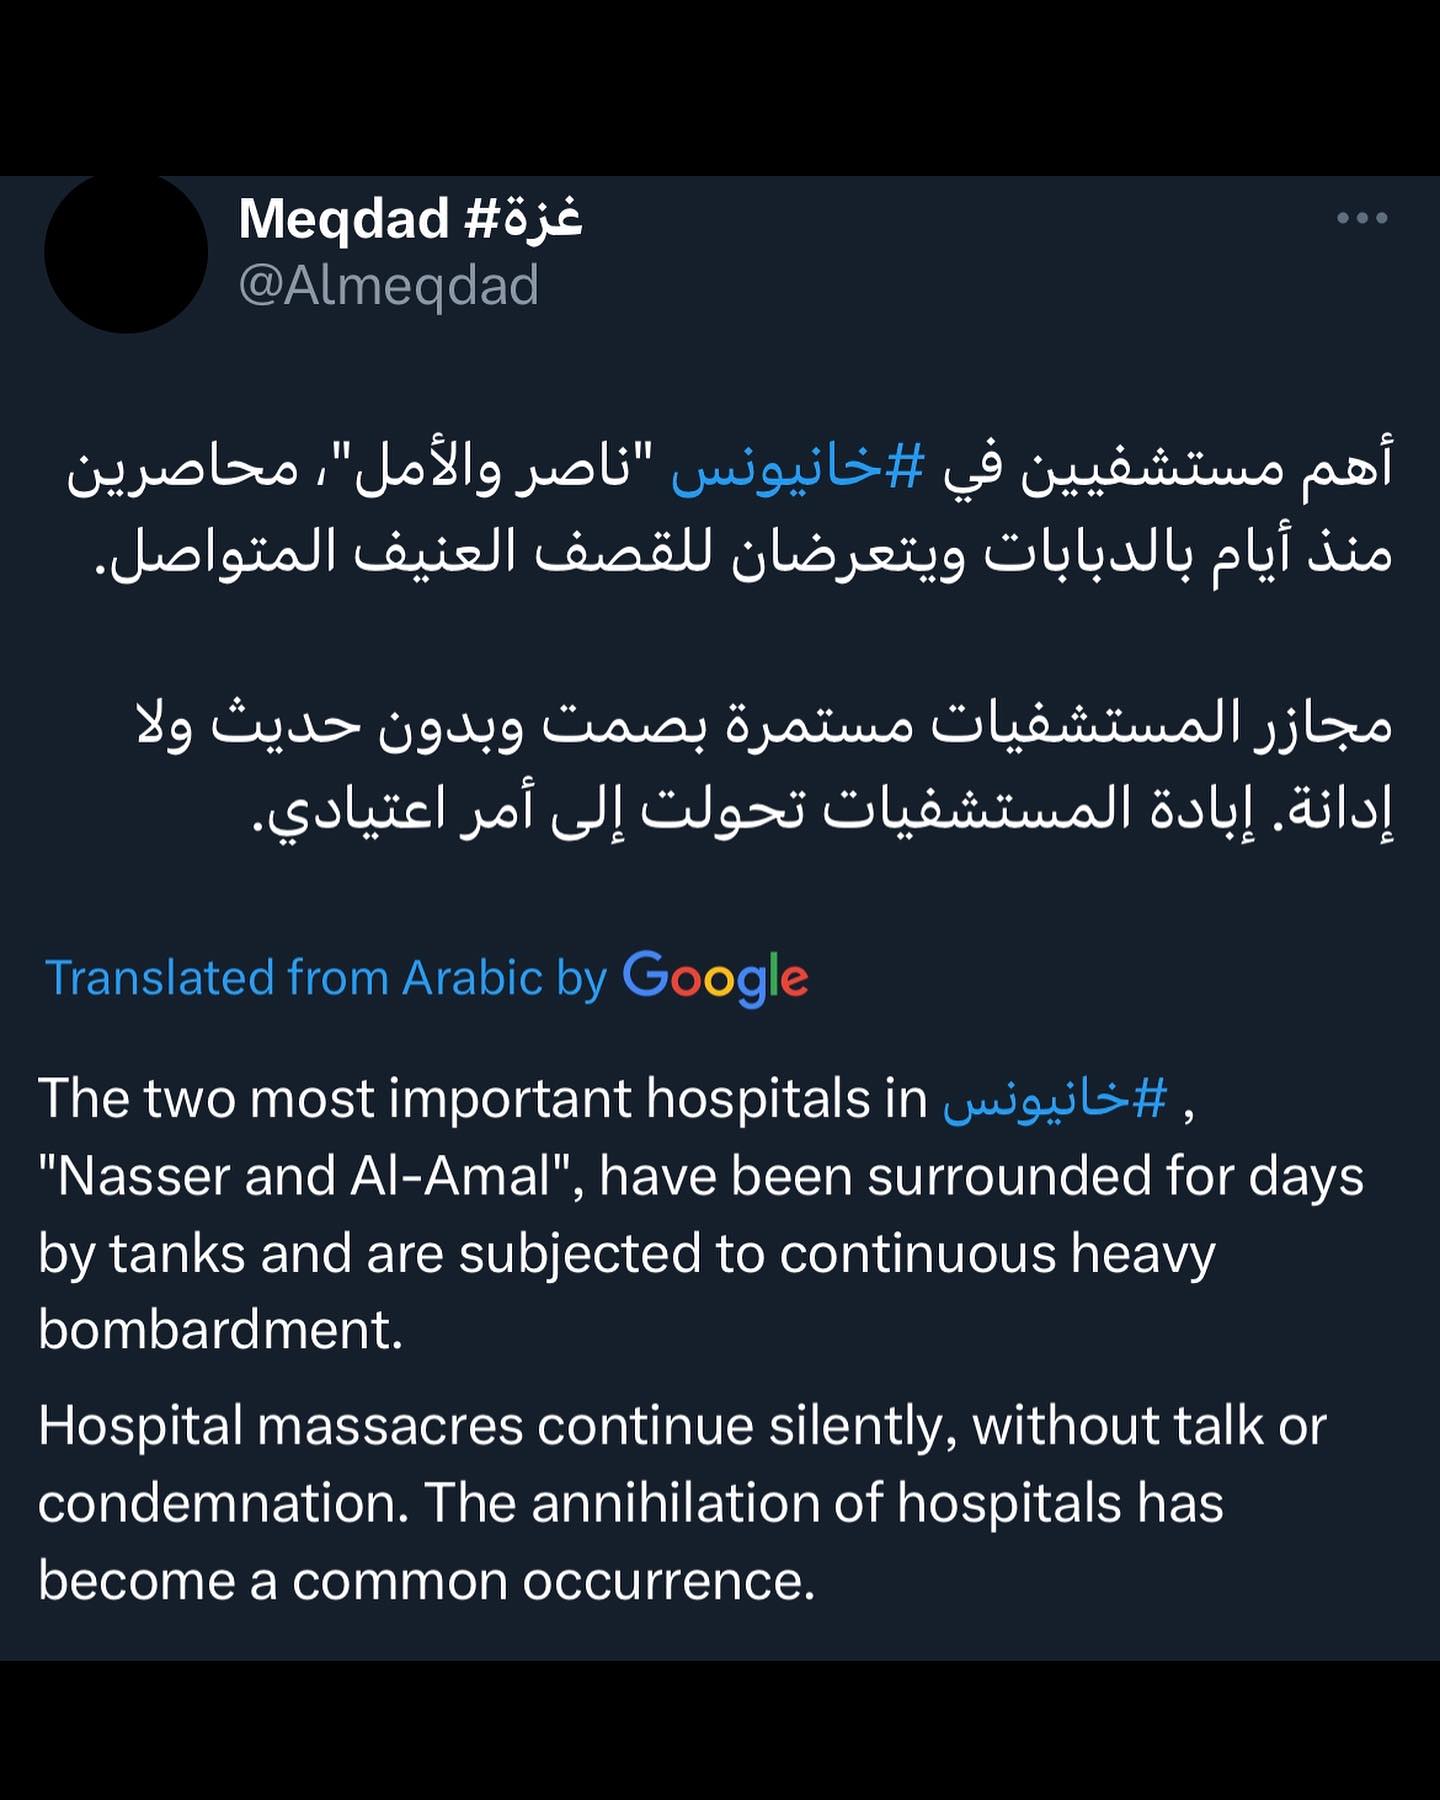 Meqdad #غزة
@Almeqdad
أهم مستشفيين في #خانيونس "ناصر والأمل"، محاصرين
منذ أيام بالدبابات ويتعرضان للقصف العنيف المتواصل.
مجازر المستشفيات مستمرة بصمت وبدون حديث ولا
إدانة. إبادة المستشفيات تحولت إلى أمر اعتيادي.
Translated from Arabic by Google
The two most important hospitals in #خانيونس ,
"Nasser and Al-Amal", have been surrounded for days
by tanks and are subjected to continuous heavy
bombardment.
Hospital massacres continue silently, without talk or
condemnation. The annihilation of hospitals has
become a common occurrence.